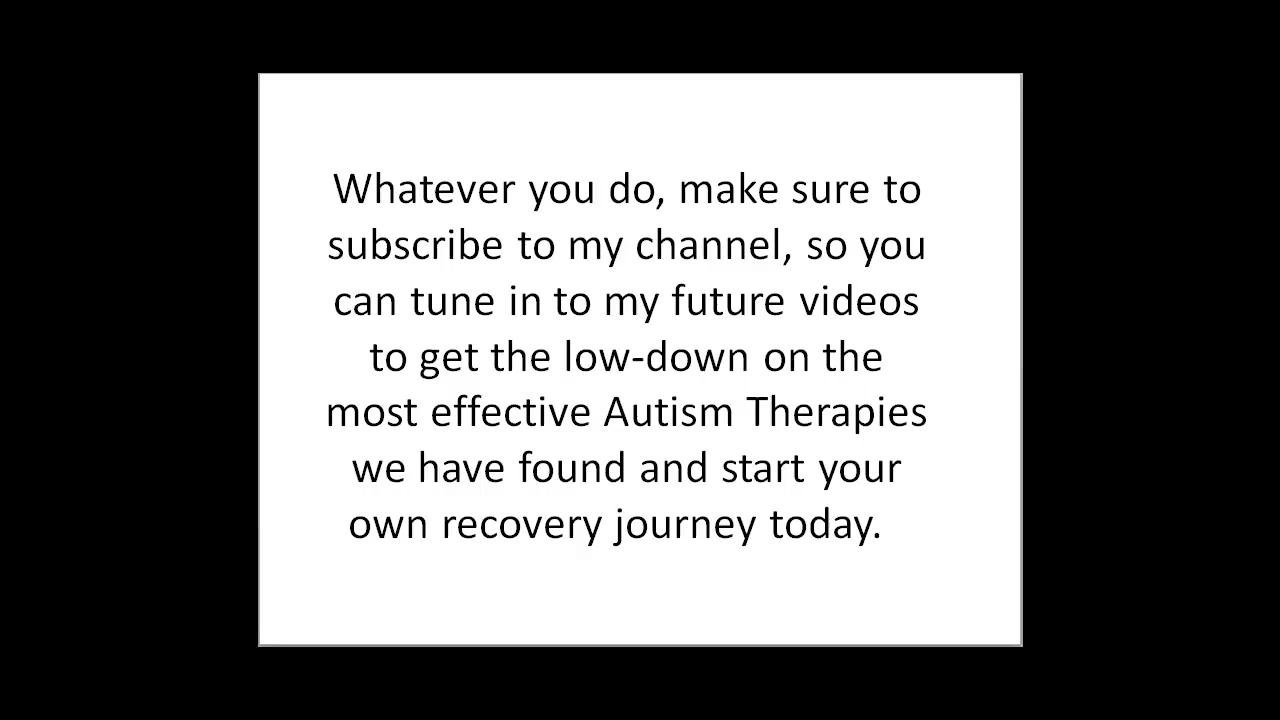 Whatever you do, make sure to
subscribe to my channel, so you
can tune in to my future videos
to get the low-down on the
most effective Autism Therapies
we have found and start your
own recovery journey today.